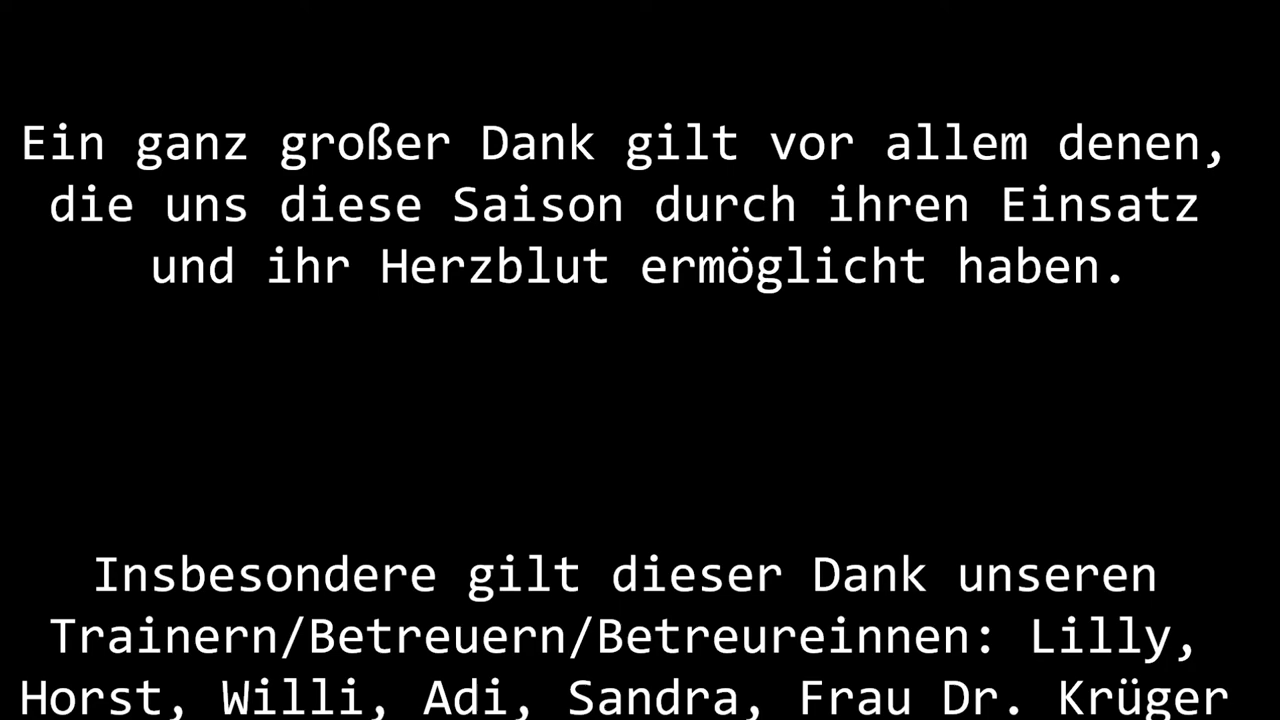 Ein ganz großer Dank gilt vor allem denen,
die uns diese Saison durch ihren Einsatz
und ihr Herzblut ermöglicht haben.
Insbesondere gilt dieser Dank unseren
Trainern/Betreuern/Betreureinnen: Lilly,
Horst, Willi, Adi, Sandra, Frau Dr. Krüger